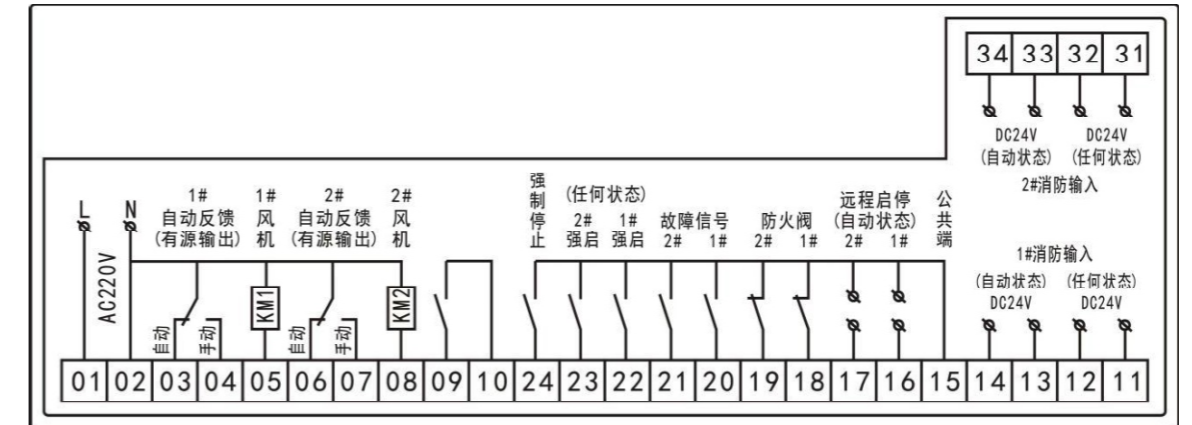 34 33 32 31
DC24V DC24V
(自动状态) (任何状态)
2#消防输入
L N
AC220V
1#
自动反馈
(有源输出)
1#
风
机
2#
自动反馈
(有源输出)
2#
风
机
强
制
停
止
(任何状态)
2# 1#
强启 强启
故障信号
2# 1#
防火阀
2# 1#
远程启停
(自动状态)
2# 1#
公
共
端
1#消防输入
(自动状态) (任何状态)
DC24V DC24V
自动 手动 KM1 自动 手动 KM2
01 02 03 04 05 06 07 08 09 10 24 23 22 21 20 19 18 17 16 15 14 13 12 11